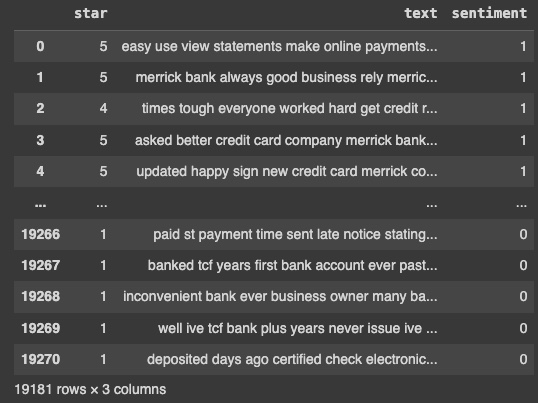 star text sentiment
0 5 easy use view statements make online payments... 1
1 5 merrick bank always good business rely merric... 1
2 4 times tough everyone worked hard get credit r... 1
3 5 asked better credit card company merrick bank... 1
4 5 updated happy sign new credit card merrick co... 1
... ... ... ...
19266 1 paid st payment time sent late notice stating... 0
19267 1 banked tcf years first bank account ever past... 0
19268 1 inconvenient bank ever business owner many ba... 0
19269 1 well ive tcf bank plus years never issue ive ... 0
19270 1 deposited days ago certified check electronic... 0
19181 rows × 3 columns